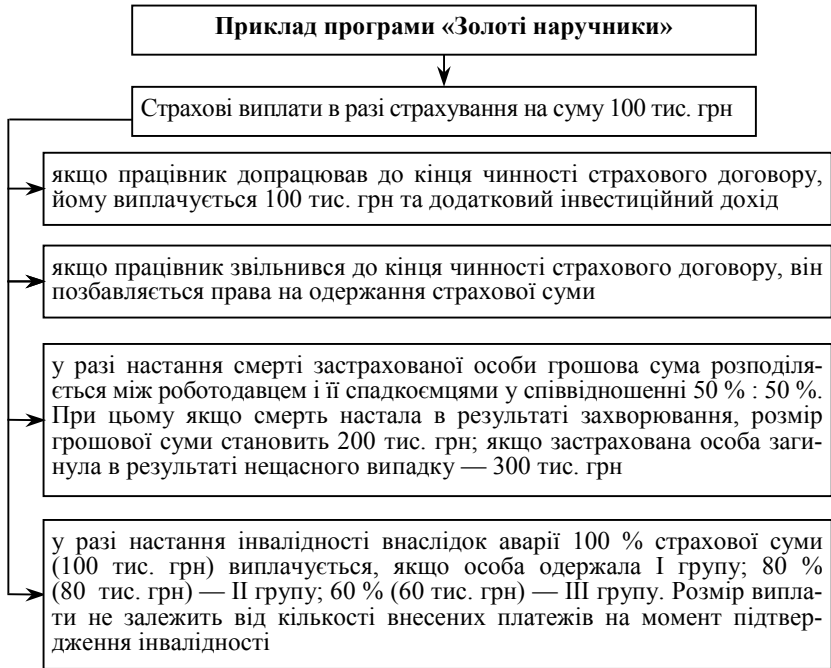 Приклад програми «Золоті наручники»
Страхові виплати в разі страхування на суму 100 тис. грн
якщо працівник допрацював до кінця чинності страхового договору,
йому виплачується 100 тис. грн та додатковий інвестиційний дохід
якщо працівник звільнився до кінця чинності страхового договору, він
позбавляється права на одержання страхової суми
у разі настання смерті застрахованої особи грошова сума розподіля-
ється між роботодавцем і її спадкоємцями у співвідношенні 50 % : 50 %.
При цьому якщо смерть настала в результаті захворювання, розмір
грошової суми становить 200 тис. грн; якщо застрахована особа заги-
нула в результаті нещасного випадку — 300 тис. грн
у разі настання інвалідності внаслідок аварії 100 % страхової суми
(100 тис. грн) виплачується, якщо особа одержала I групу; 80 %
(80 тис. грн) — II групу; 60 % (60 тис. грн) — III групу. Розмір випла-
ти не залежить від кількості внесених платежів на момент підтвер-
дження інвалідності